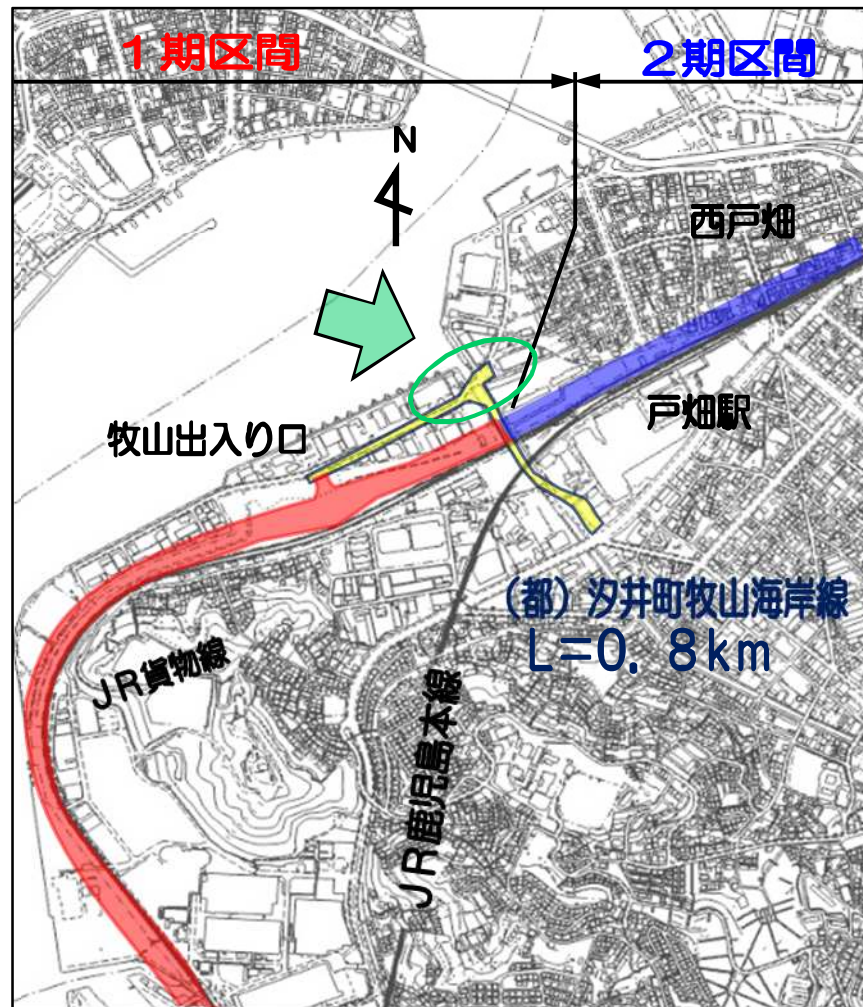 1期区間
2期区間
N
西戸畑
戸畑駅
牧山出入り口
(都)汐井町牧山海岸線
L=0.8km
JR貨物線
JR鹿児島本線